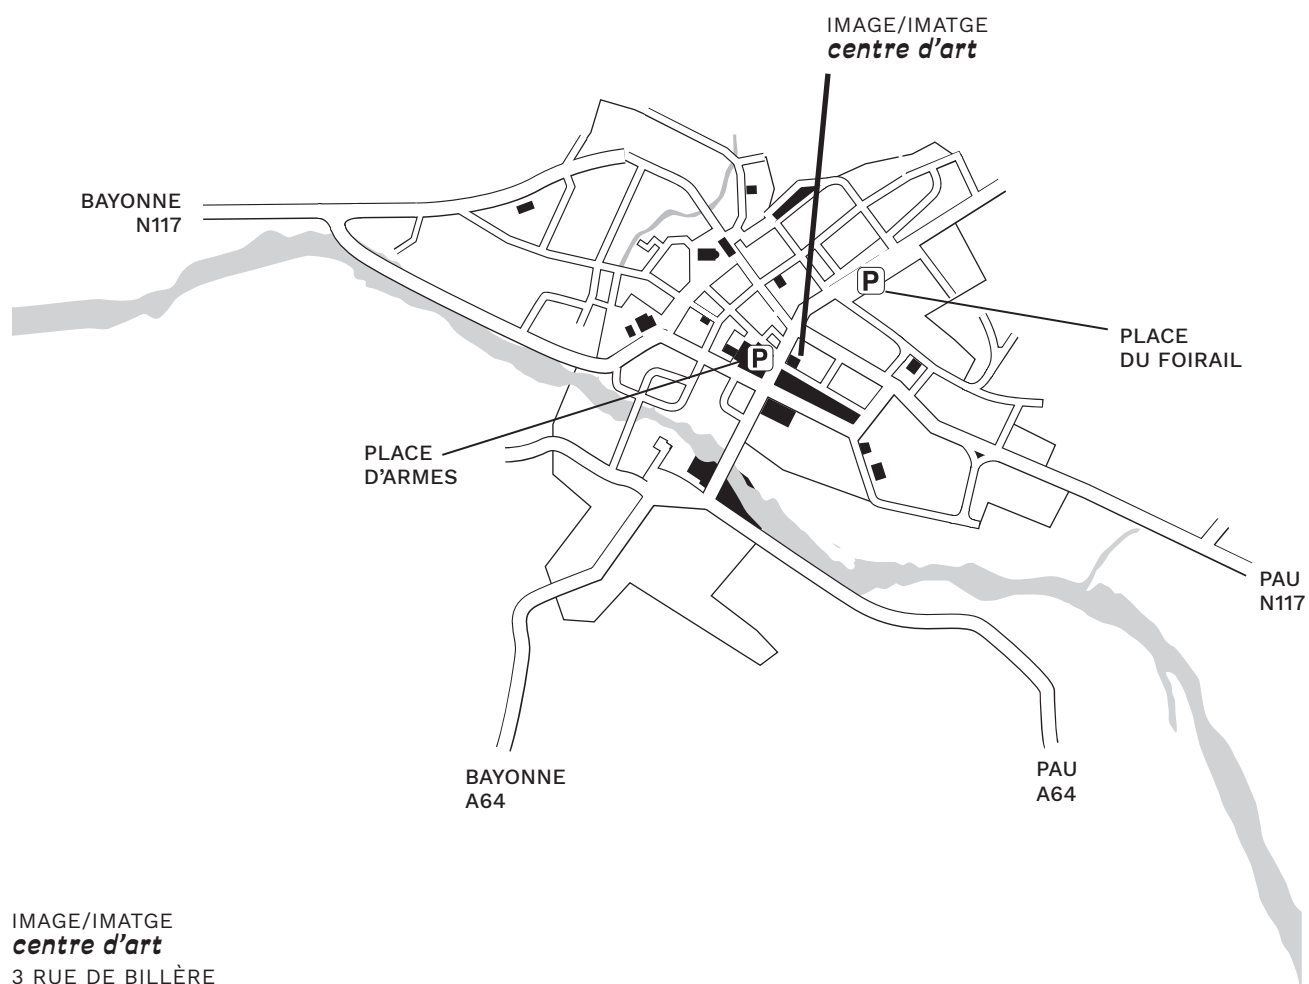 IMAGE/IMATGE
centre d'art
BAYONNE
N117
P
PLACE
DU FOIRAIL
P
PLACE
D'ARMES
PAU
N117
BAYONNE
A64
PAU
A64
IMAGE/IMATGE
centre d'art
3 RUE DE BILLÈRE